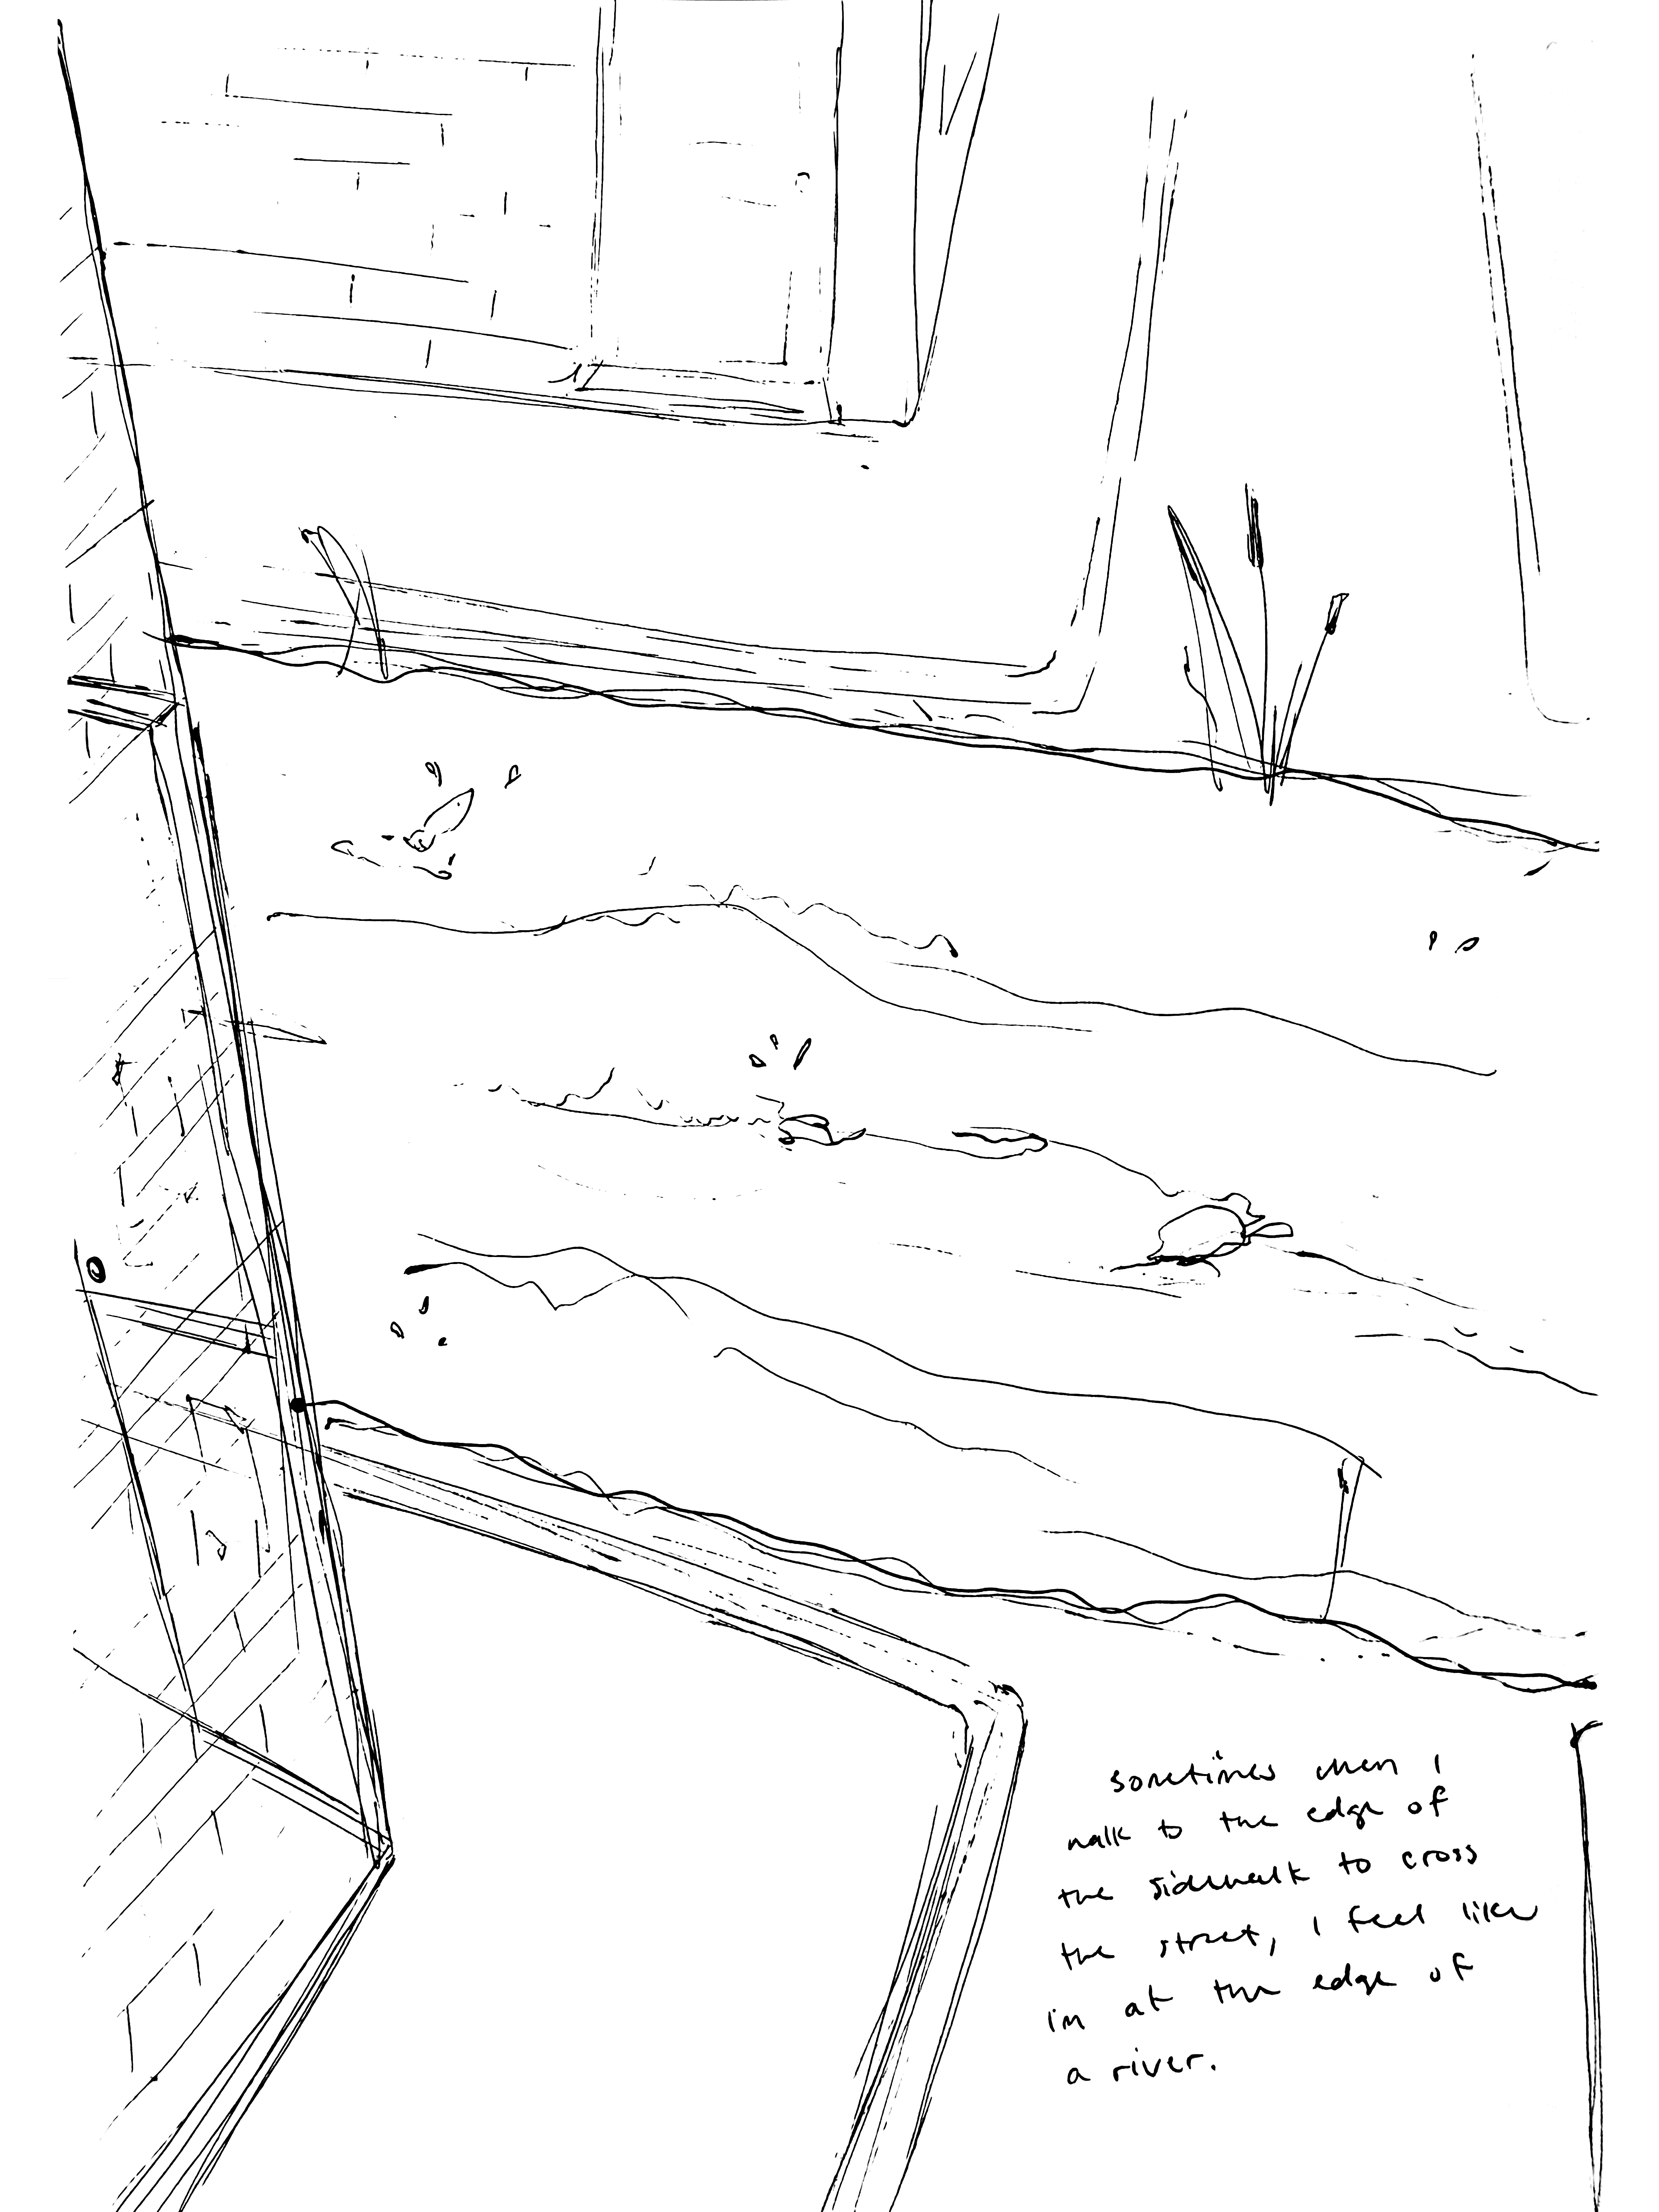 sometimes when I
walk to the edge of
the sidewalk to cross
the street, I feel like
im at the edge of
a river.